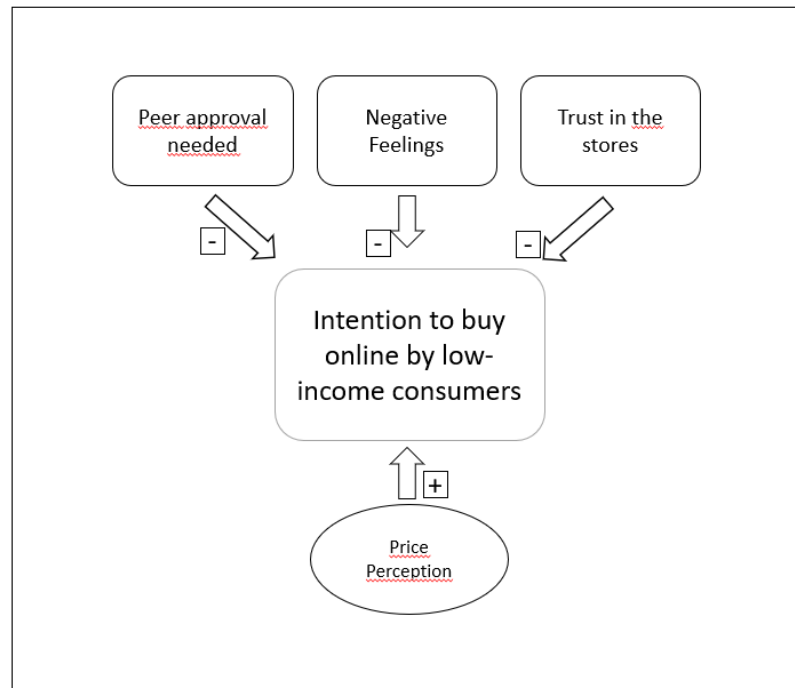 Peer approval
needed
Negative
Feelings
Trust in the
stores
-
-
-
Intention to buy
online by low-
income consumers
+
Price
Perception